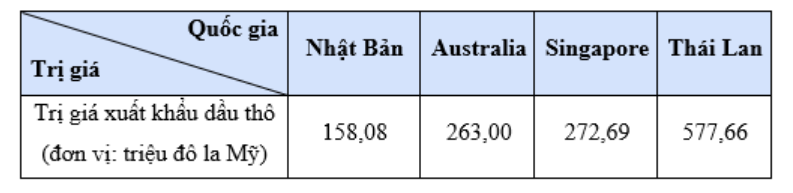 Quốc gia
Trị giá
Nhật Bản
Australia
Singapore
Thái Lan
Trị giá xuất khẩu dầu thô
(đơn vị: triệu đô la Mỹ)
158,08
263,00
272,69
577,66